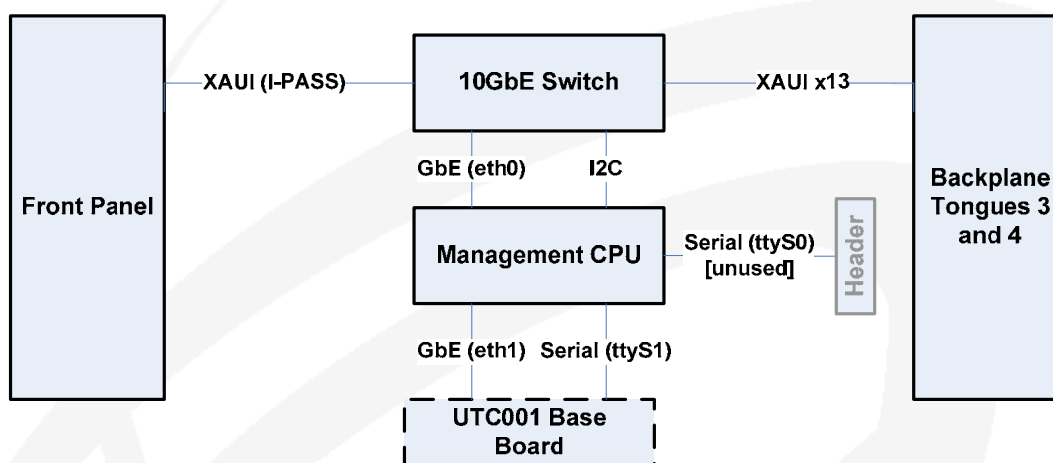 XAUI (I-PASS)
10GbE Switch
XAUI x13
GbE (eth0)
I2C
Front Panel
Backplane
Tongues 3
and 4
Management CPU
Serial (ttyS0)
[unused]
Header
GbE (eth1)
Serial (ttyS1)
UTC001 Base
Board